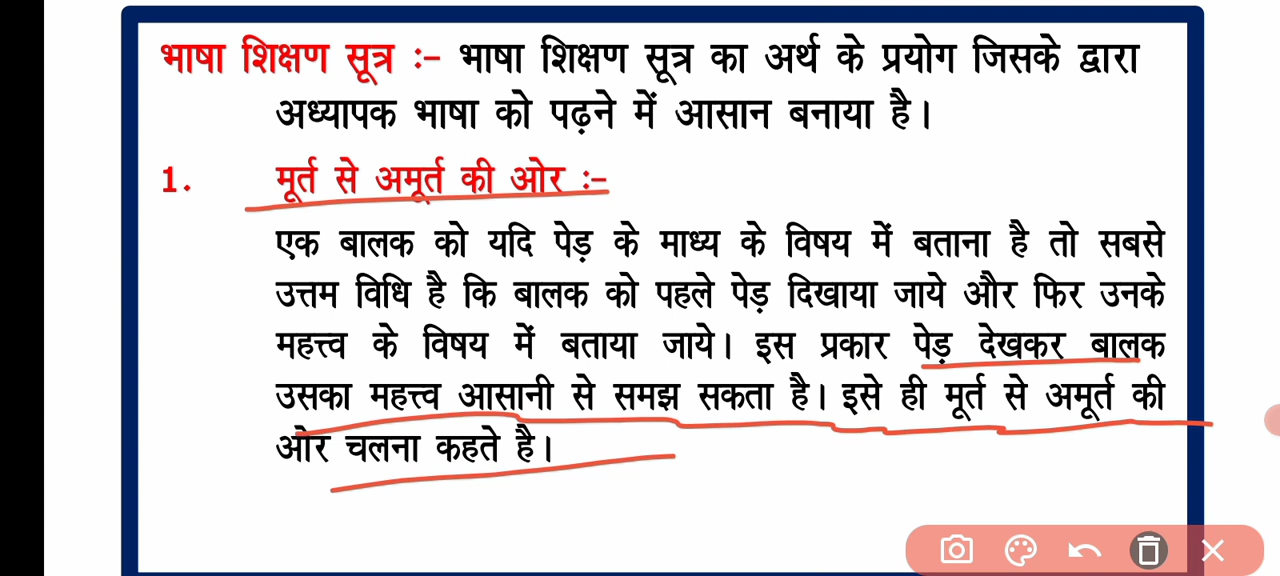 भाषा शिक्षण सूत्र :- भाषा शिक्षण सूत्र का अर्थ के प्रयोग जिसके द्वारा
अध्यापक भाषा को पढ़ने में आसान बनाया है।
1. मूर्त से अमूर्त की ओर :-
एक बालक को यदि पेड़ के माध्य के विषय में बताना है तो सबसे
उत्तम विधि है कि बालक को पहले पेड़ दिखाया जाये और फिर उनके
महत्त्व के विषय में बताया जाये। इस प्रकार पेड़ देखकर बालक
उसका महत्त्व आसानी से समझ सकता है। इसे ही मूर्त से अमूर्त की
ओर चलना कहते है।